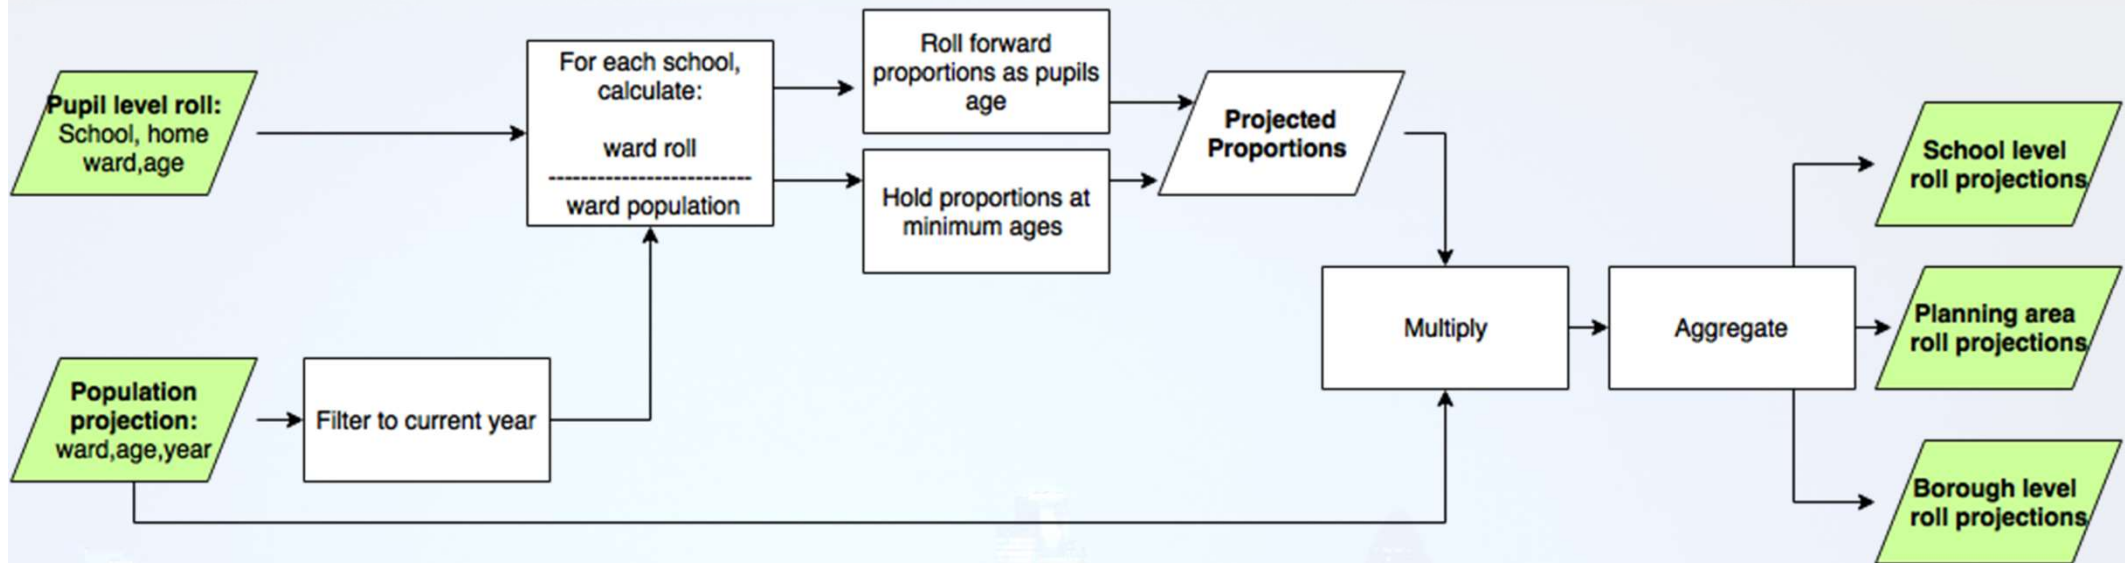 Pupil level roll:
School, home
ward,age
For each school,
calculate:
ward roll
-------------------------
ward population
Roll forward
proportions as pupils
age
Hold proportions at
minimum ages
Projected
Proportions
Population
projection:
ward,age,year
Filter to current year
Multiply
Aggregate
School level
roll projections
Planning area
roll projections
Borough level
roll projections